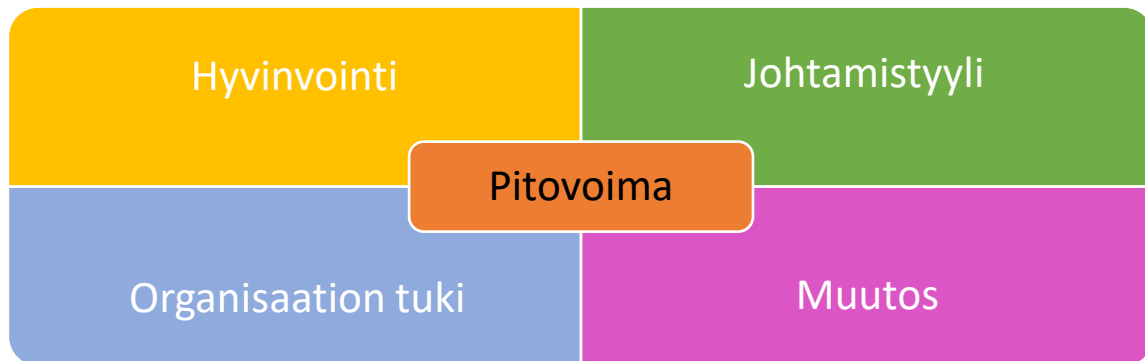 Hyvinvointi
Johtamistyyli
Pitovoima
Organisaation tuki
Muutos